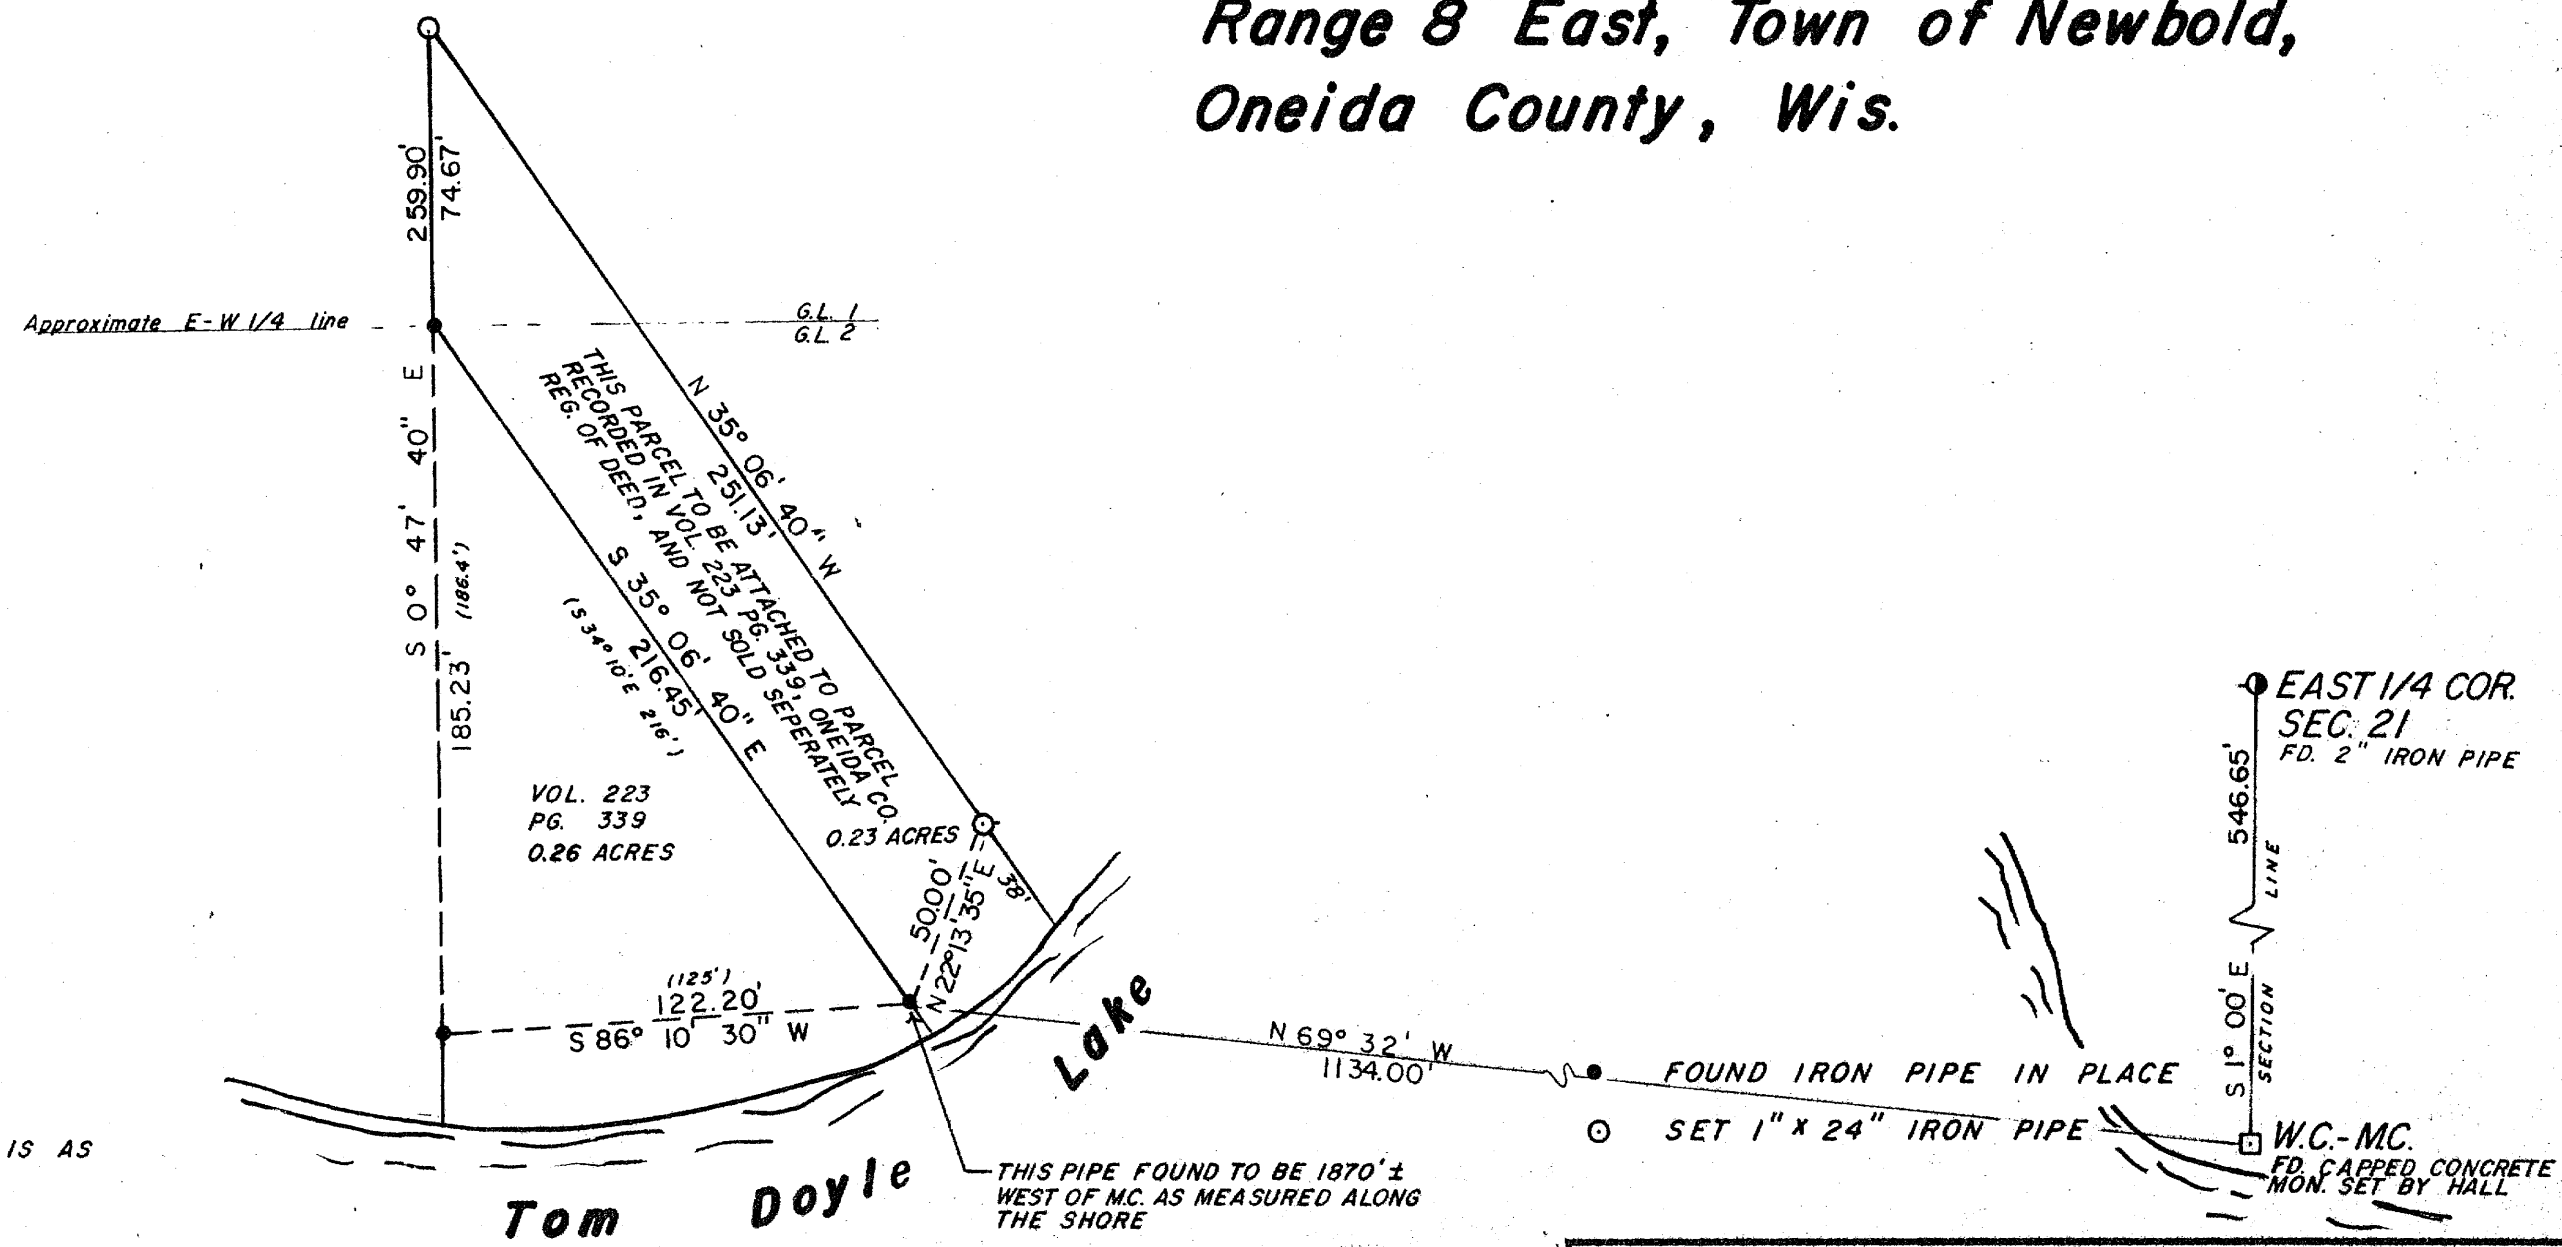 Range 8 East, Town of Newbold,
Oneida County, Wis.
259.90'
74.67'
Approximate E-W 1/4 line
G.L. 1
G.L. 2
S 0° 47' 40" E
185.23' (186.4')
N 35° 06' 40" W
251.13'
THIS PARCEL TO BE ATTACHED TO PARCEL
RECORDED IN VOL. 223 PG. 339, ONEIDA CO.
REG. OF DEED, AND NOT SOLD SEPERATELY
S 35° 06' 40" E
216.45'
(S 34° 10' E 216')
VOL. 223
PG. 339
0.26 ACRES
0.23 ACRES
50.00'
N 22° 13' 35" E
38'
(125')
122.20'
S 86° 10' 30" W
EAST 1/4 COR.
SEC. 21
FD. 2" IRON PIPE
546.65'
S 1° 00' E
SECTION LINE
N 69° 32' W
1134.00'
FOUND IRON PIPE IN PLACE
SET 1" X 24" IRON PIPE
W.C.-M.C.
FD. CAPPED CONCRETE
MON. SET BY HALL
IS AS
Tom Doyle Lake
THIS PIPE FOUND TO BE 1870' ±
WEST OF M.C. AS MEASURED ALONG
THE SHORE